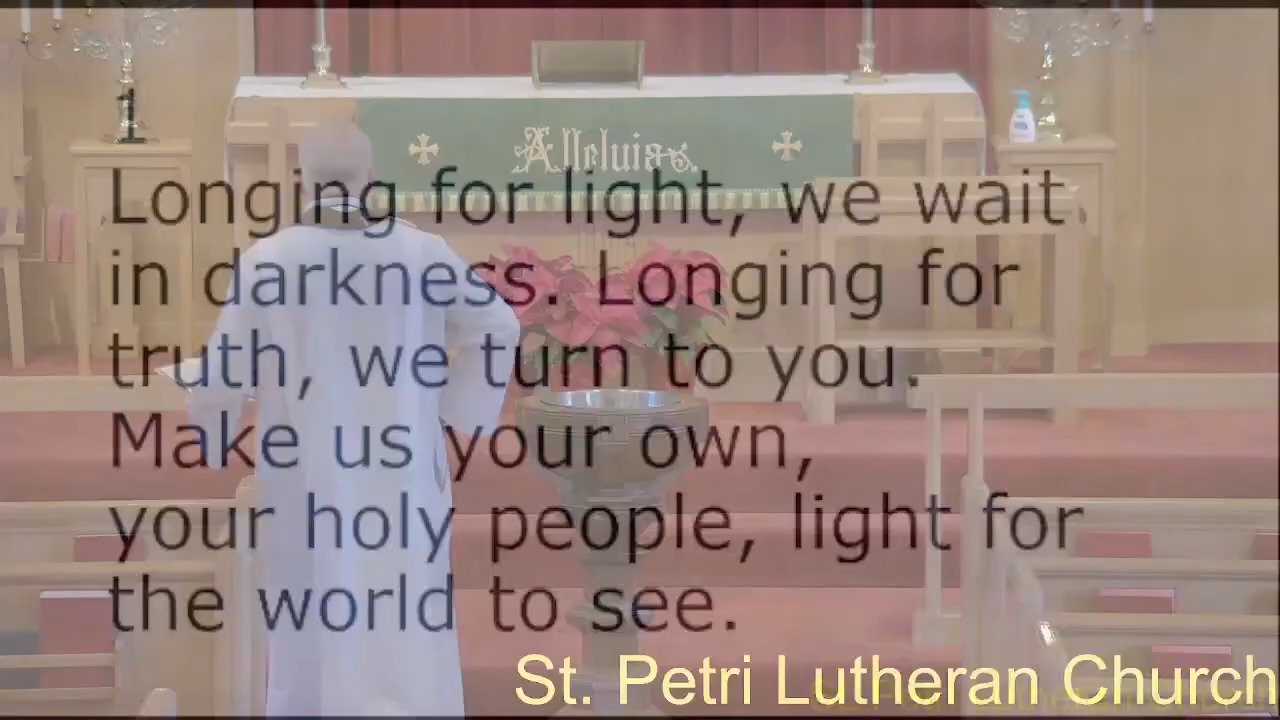 Alleluia
Longing for light, we wait
in darkness. Longing for
truth, we turn to you.
Make us your own,
your holy people, light for
the world to see.
St. Petri Lutheran Church